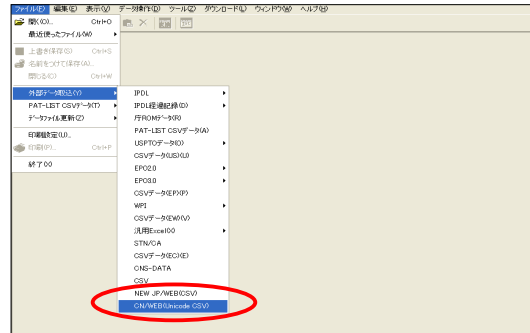 ファイル(F) 編集(E) 表示(V) データ操作(D) ツール(Z) ダウンロード(L) ウィンドウ(W) ヘルプ(H)
開く(O)... Ctrl+O
最近使ったファイル(W)
上書き保存(S) Ctrl+S
名前をつけて保存(A)...
閉じる(C) Ctrl+W
外部データ取込(Y)
PAT-LIST CSVデータ(T)
データファイル更新(Z)
印刷設定(U)...
印刷(P)... Ctrl+P
終了(X)
IPDL
IPDL経過記録(O)
庁ROMデータ(R)
PAT-LIST CSVデータ(A)
USPTOデータ(O)
CSVデータ(US)(U)
EPO2.0
EPO3.0
CSVデータ(EP)(P)
WPI
CSVデータ(EW)(V)
汎用Excel(X)
STN/CA
CSVデータ(EC)(E)
CNS-DATA
CSV
NEW JP/WEB(CSV)
CN/WEB(Unicode CSV)